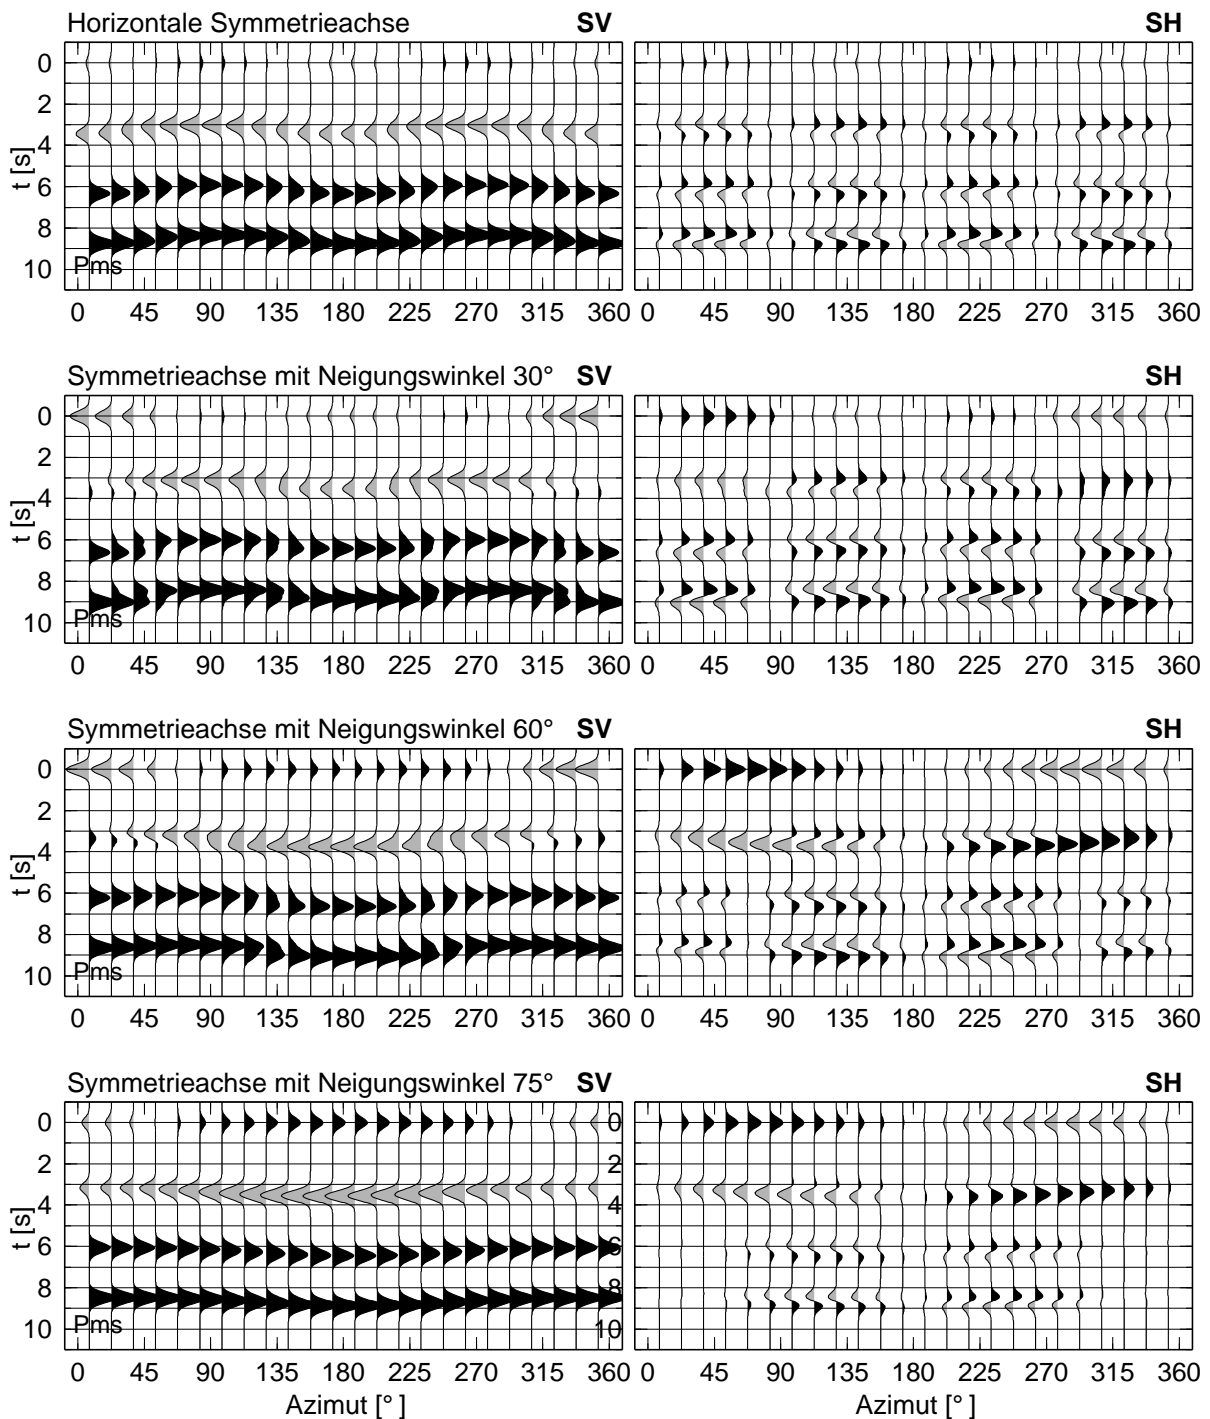 Horizontale Symmetrieachse SV SH
0
2
4
6
8
10
t [s]
Pms
0 45 90 135 180 225 270 315 360 0 45 90 135 180 225 270 315 360
Symmetrieachse mit Neigungswinkel 30° SV SH
0
2
4
6
8
10
t [s]
Pms
0 45 90 135 180 225 270 315 360 0 45 90 135 180 225 270 315 360
Symmetrieachse mit Neigungswinkel 60° SV SH
0
2
4
6
8
10
t [s]
Pms
0 45 90 135 180 225 270 315 360 0 45 90 135 180 225 270 315 360
Symmetrieachse mit Neigungswinkel 75° SV SH
0 0
2 2
4 4
6 6
8 8
10 10
t [s]
Pms
0 45 90 135 180 225 270 315 360 0 45 90 135 180 225 270 315 360
Azimut [°] Azimut [°]